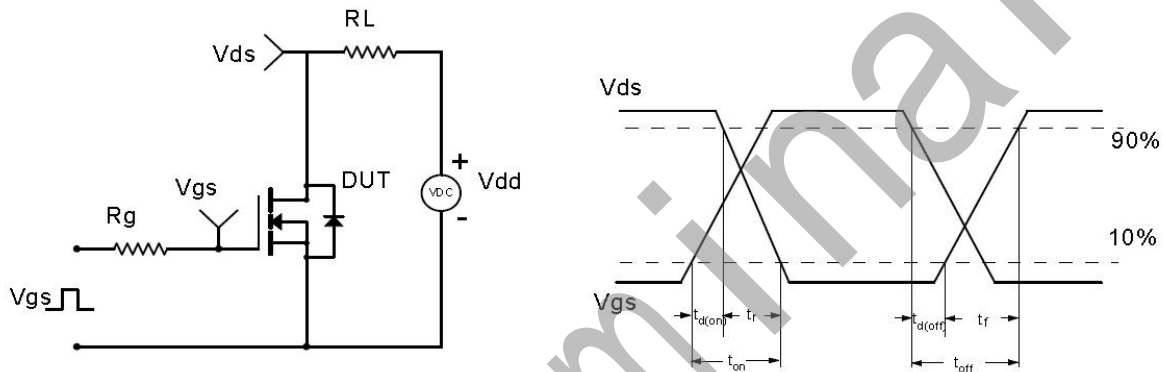 RL
Vds
Vgs
DUT
Rg
VDC
+
-
Vdd
Vgs
Vds
90%
10%
Vgs
td(on)
tr
ton
td(off)
tf
toff